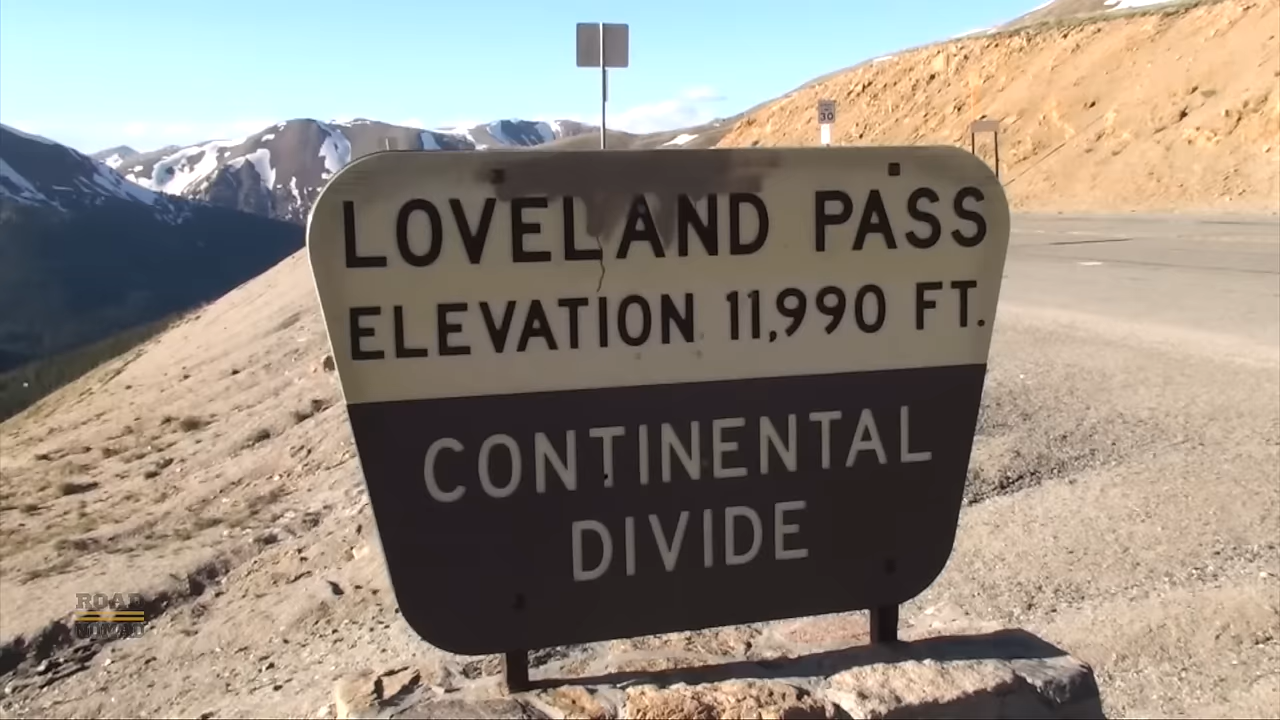 30
LOVELAND PASS
ELEVATION 11,990 FT.
CONTINENTAL
DIVIDE
ROAD
NOMAD